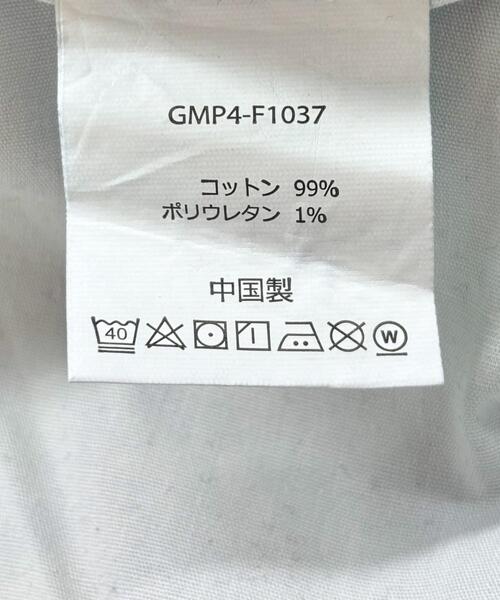 GMP4-F1037
コットン 99%
ポリウレタン 1%
中国製
40 W